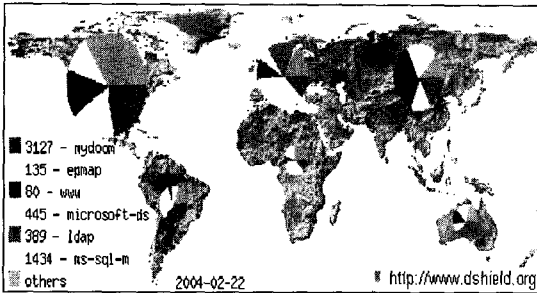 3127 - mydoom
135 - epmap
80 - www
445 - microsoft-ds
389 - ldap
1434 - ms-sql-m
others
2004-02-22
http://www.dshield.org